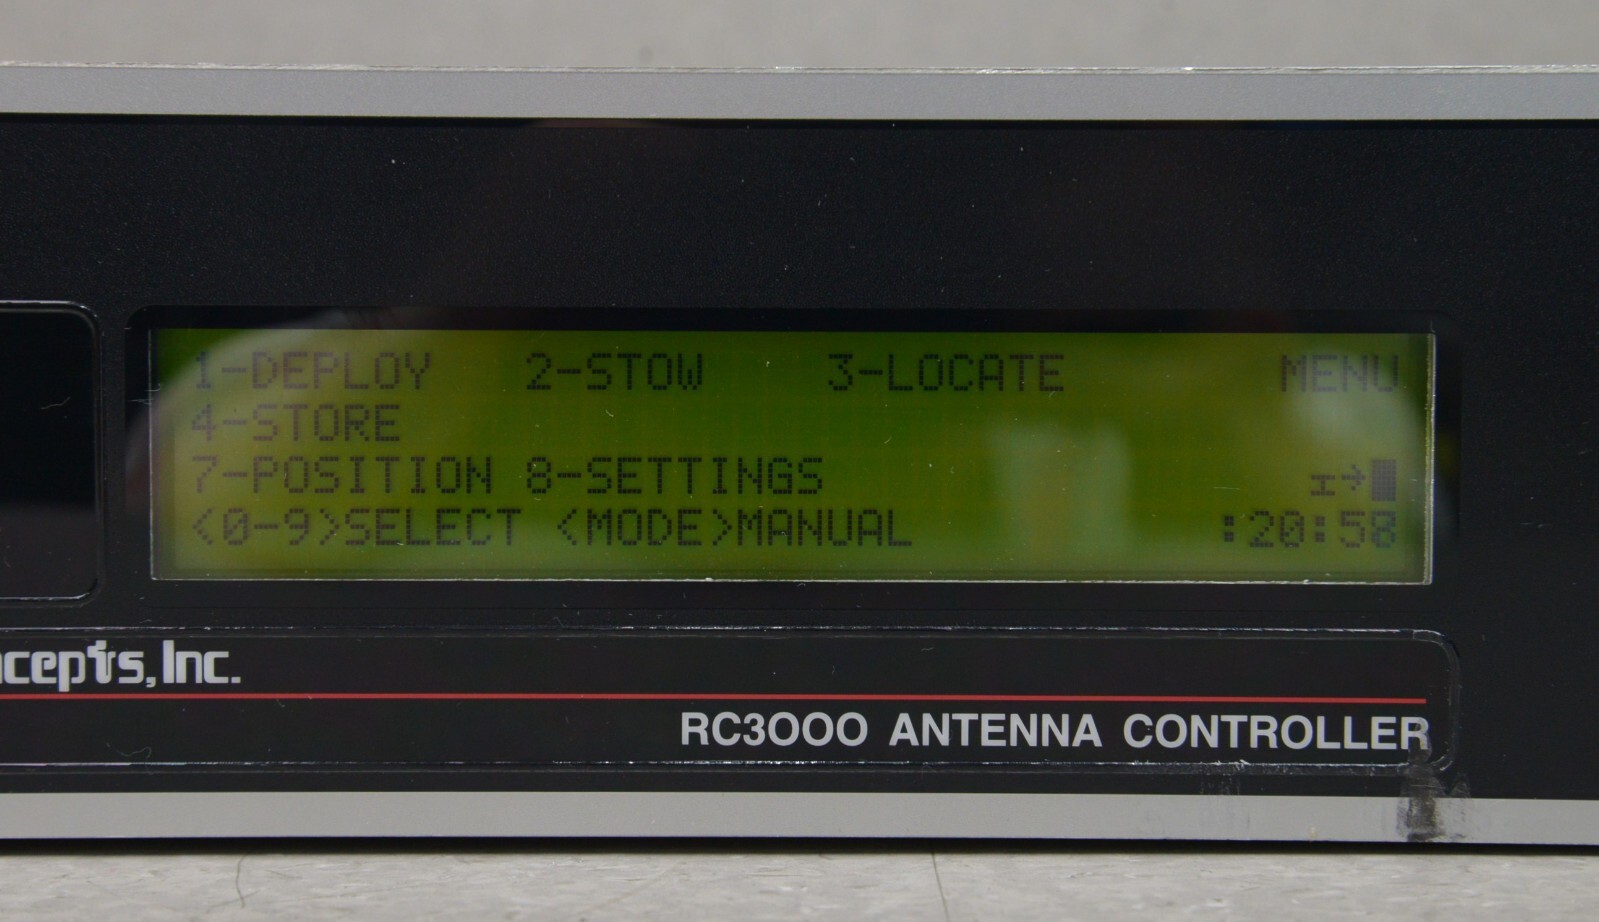 1-DEPLOY 2-STOW 3-LOCATE MENU
4-STORE
7-POSITION 8-SETTINGS
<0-9>SELECT <MODE>MANUAL :20:58
ncepts, Inc.
RC3000 ANTENNA CONTROLLER